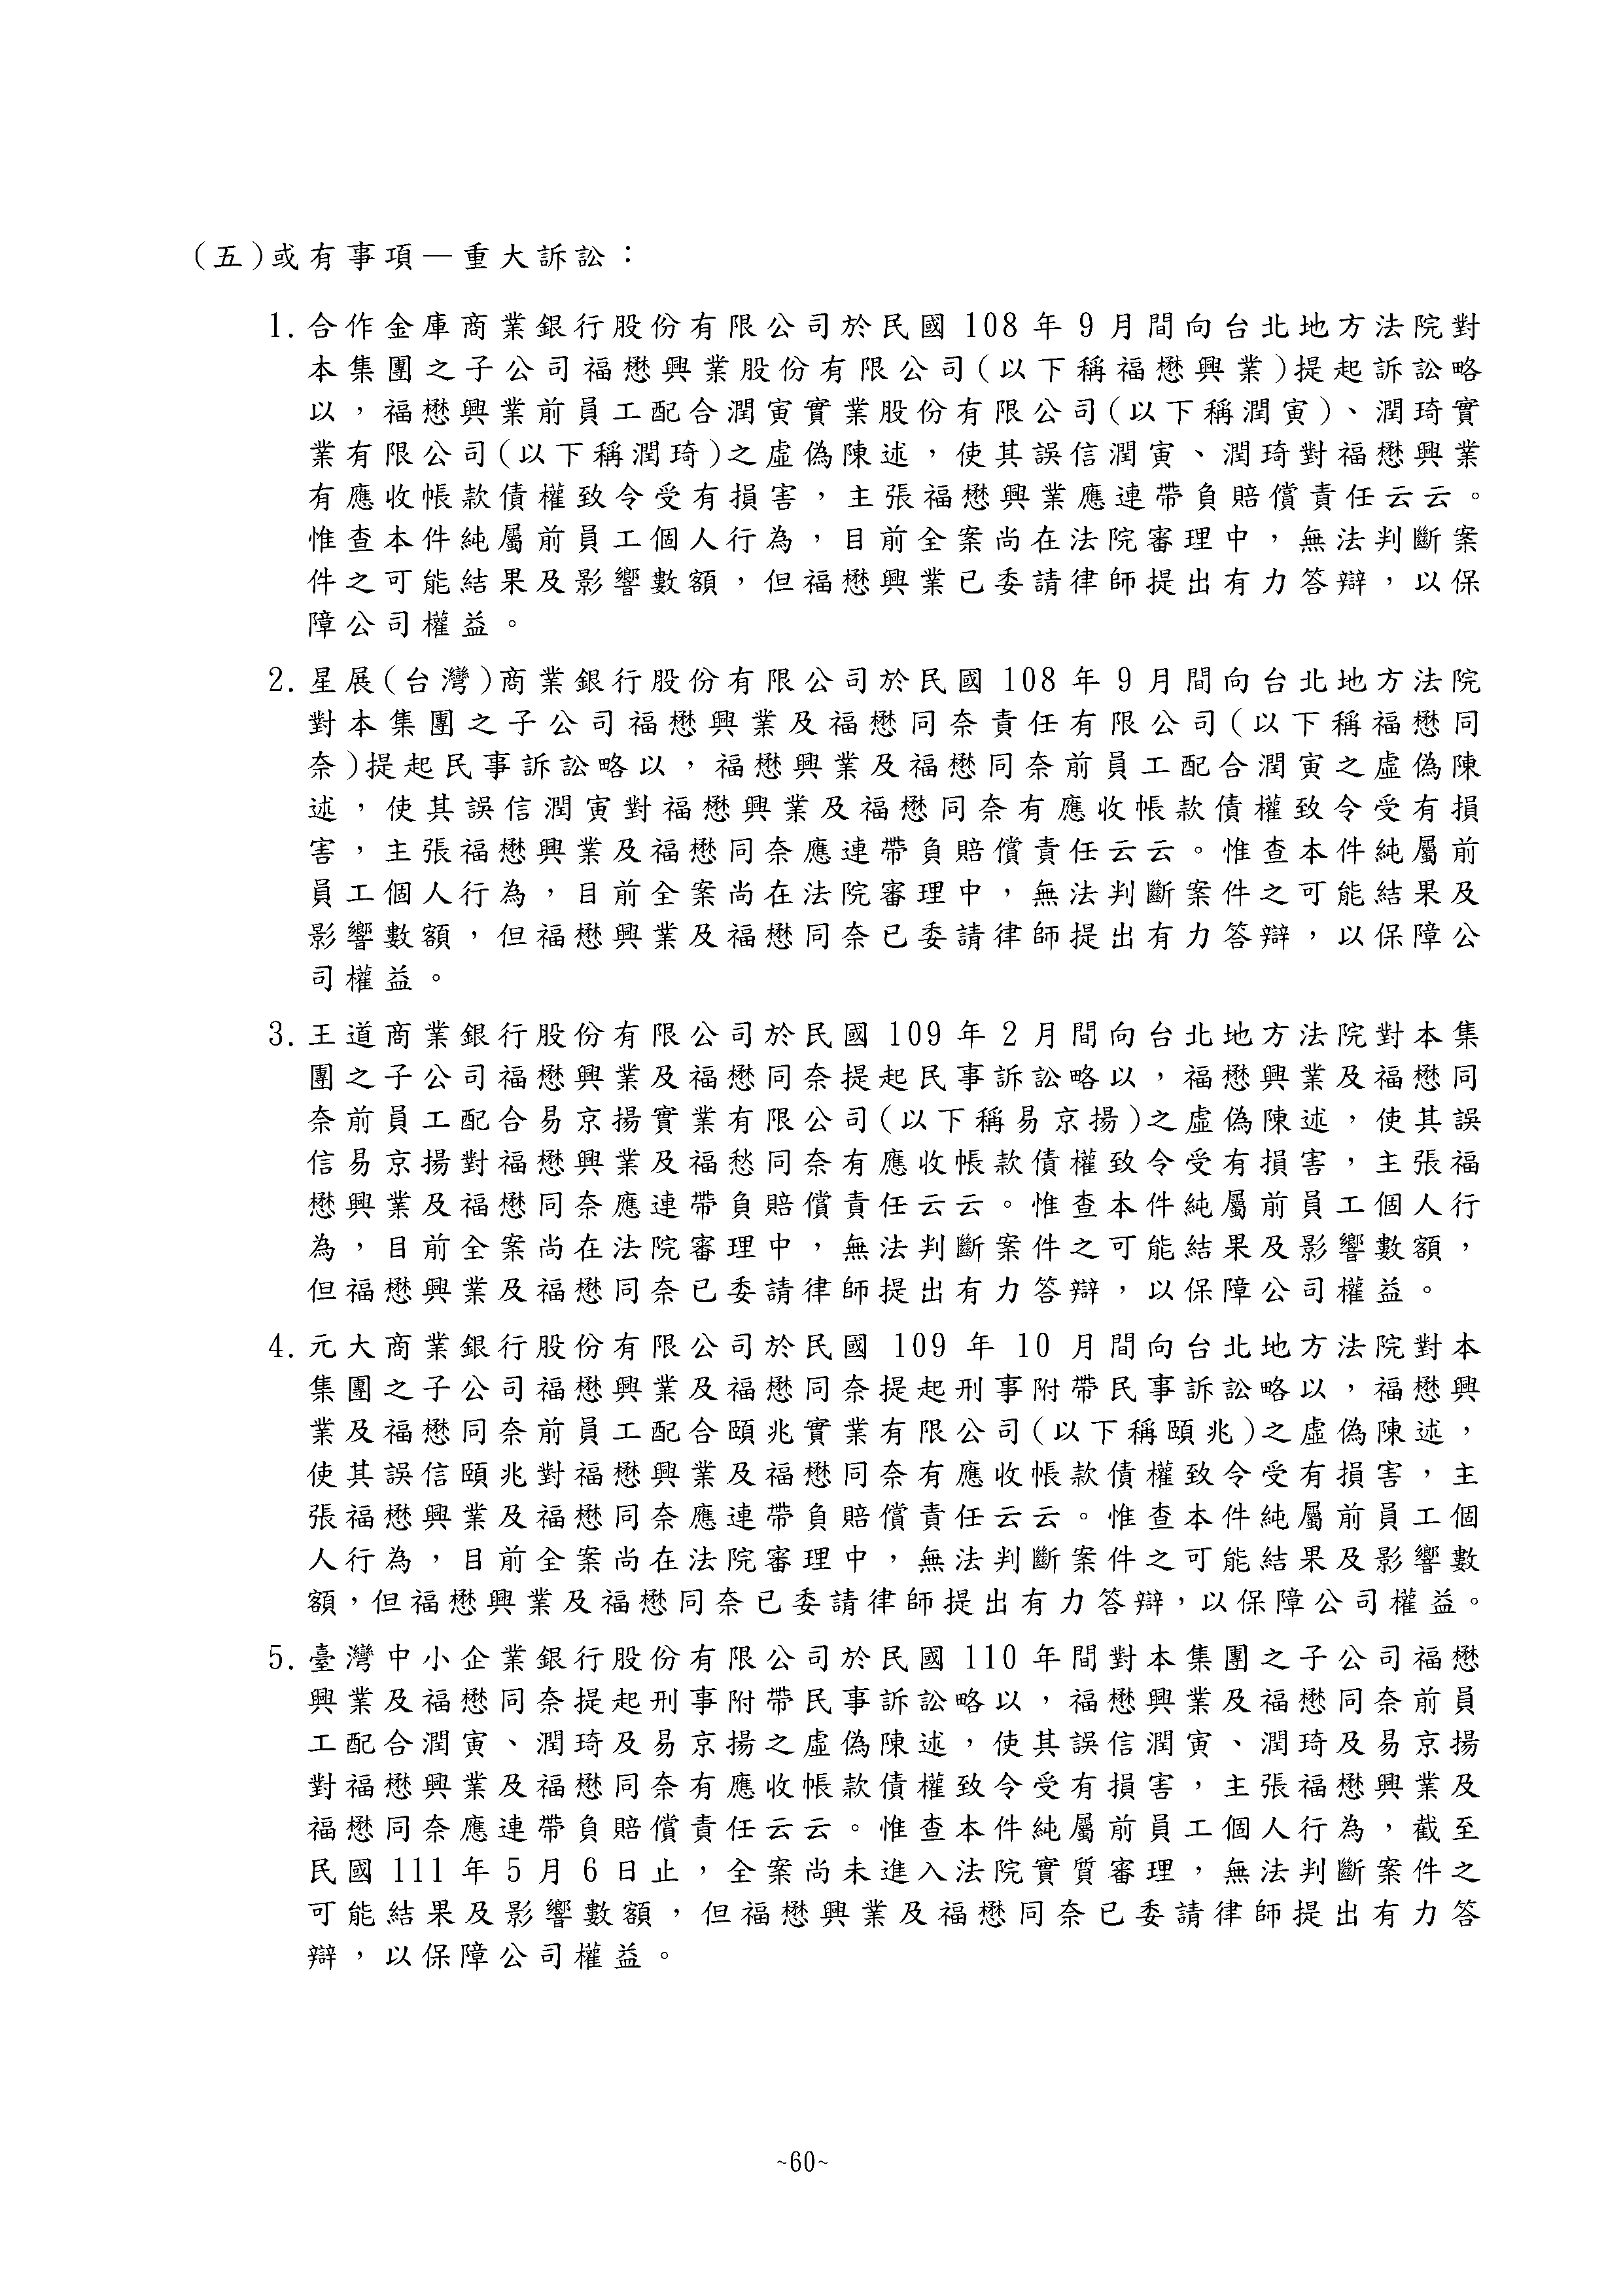 (五)或有事項—重大訴訟：
1.合作金庫商業銀行股份有限公司於民國 108 年 9 月間向台北地方法院對
本集團之子公司福懋興業股份有限公司(以下稱福懋興業)提起訴訟略
以，福懋興業前員工配合潤寅實業股份有限公司(以下稱潤寅)、潤琦實
業有限公司(以下稱潤琦)之虛偽陳述，使其誤信潤寅、潤琦對福懋興業
有應收帳款債權致令受有損害，主張福懋興業應連帶負賠償責任云云。
惟查本件純屬前員工個人行為，目前全案尚在法院審理中，無法判斷案
件之可能結果及影響數額，但福懋興業已委請律師提出有力答辯，以保
障公司權益。
2.星展(台灣)商業銀行股份有限公司於民國 108 年 9 月間向台北地方法院
對本集團之子公司福懋興業及福懋同奈責任有限公司(以下稱福懋同
奈)提起民事訴訟略以，福懋興業及福懋同奈前員工配合潤寅之虛偽陳
述，使其誤信潤寅對福懋興業及福懋同奈有應收帳款債權致令受有損
害，主張福懋興業及福懋同奈應連帶負賠償責任云云。惟查本件純屬前
員工個人行為，目前全案尚在法院審理中，無法判斷案件之可能結果及
影響數額，但福懋興業及福懋同奈已委請律師提出有力答辯，以保障公
司權益。
3.王道商業銀行股份有限公司於民國 109 年 2 月間向台北地方法院對本集
團之子公司福懋興業及福懋同奈提起民事訴訟略以，福懋興業及福懋同
奈前員工配合易京揚實業有限公司(以下稱易京揚)之虛偽陳述，使其誤
信易京揚對福懋興業及福愁同奈有應收帳款債權致令受有損害，主張福
懋興業及福懋同奈應連帶負賠償責任云云。惟查本件純屬前員工個人行
為，目前全案尚在法院審理中，無法判斷案件之可能結果及影響數額，
但福懋興業及福懋同奈已委請律師提出有力答辯，以保障公司權益。
4.元大商業銀行股份有限公司於民國 109 年 10 月間向台北地方法院對本
集團之子公司福懋興業及福懋同奈提起刑事附帶民事訴訟略以，福懋興
業及福懋同奈前員工配合頤兆實業有限公司(以下稱頤兆)之虛偽陳述，
使其誤信頤兆對福懋興業及福懋同奈有應收帳款債權致令受有損害，主
張福懋興業及福懋同奈應連帶負賠償責任云云。惟查本件純屬前員工個
人行為，目前全案尚在法院審理中，無法判斷案件之可能結果及影響數
額，但福懋興業及福懋同奈已委請律師提出有力答辯，以保障公司權益。
5.臺灣中小企業銀行股份有限公司於民國 110 年間對本集團之子公司福懋
興業及福懋同奈提起刑事附帶民事訴訟略以，福懋興業及福懋同奈前員
工配合潤寅、潤琦及易京揚之虛偽陳述，使其誤信潤寅、潤琦及易京揚
對福懋興業及福懋同奈有應收帳款債權致令受有損害，主張福懋興業及
福懋同奈應連帶負賠償責任云云。惟查本件純屬前員工個人行為，截至
民國 111 年 5 月 6 日止，全案尚未進入法院實質審理，無法判斷案件之
可能結果及影響數額，但福懋興業及福懋同奈已委請律師提出有力答
辯，以保障公司權益。
~60~